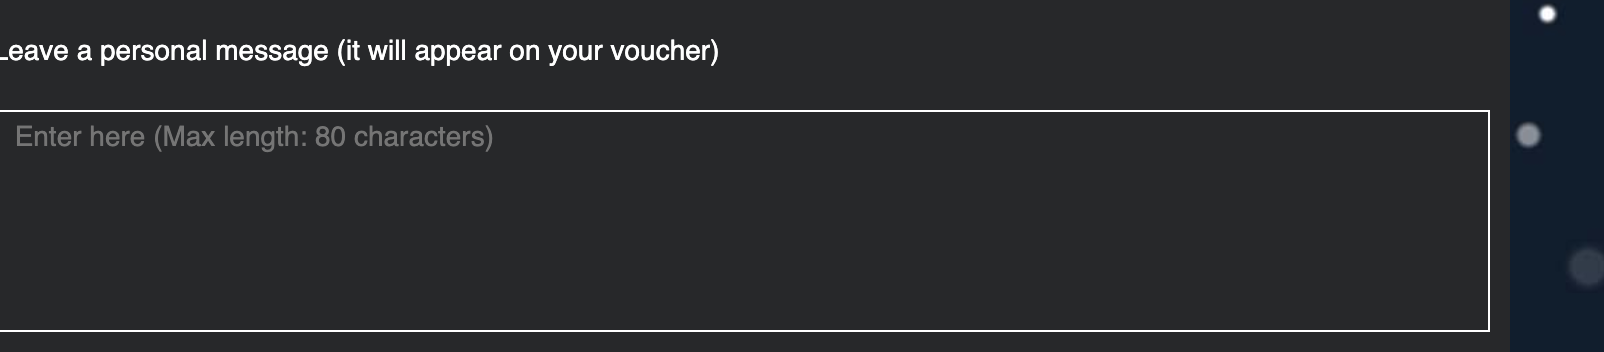 Leave a personal message (it will appear on your voucher)
Enter here (Max length: 80 characters)